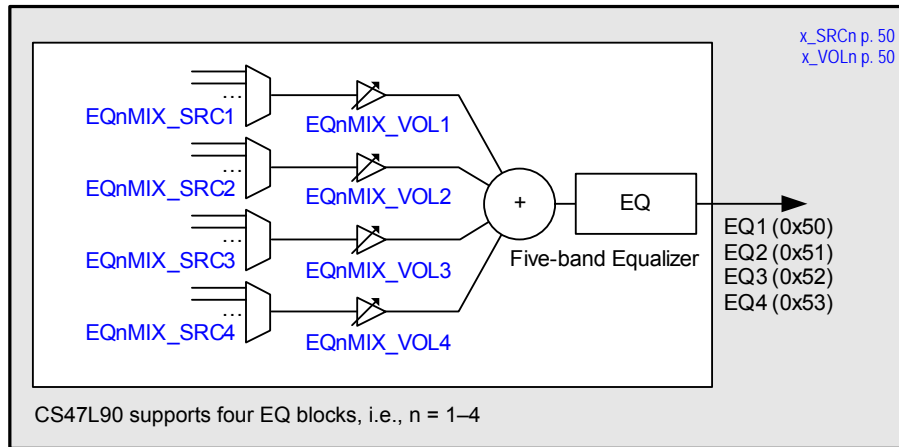 x_SRCn p. 50
x_VOLn p. 50
...
EQnMIX_SRC1
EQnMIX_VOL1
...
EQnMIX_SRC2
EQnMIX_VOL2
...
EQnMIX_SRC3
EQnMIX_VOL3
...
EQnMIX_SRC4
EQnMIX_VOL4
+
EQ
Five-band Equalizer
EQ1 (0x50)
EQ2 (0x51)
EQ3 (0x52)
EQ4 (0x53)
CS47L90 supports four EQ blocks, i.e., n = 1–4